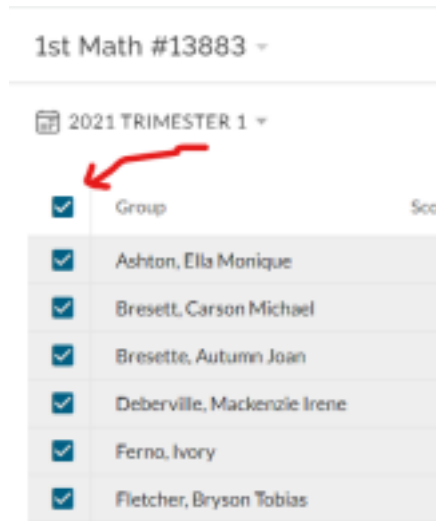 1st Math #13883
2021 TRIMESTER 1
Group Sco
Ashton, Ella Monique
Bresett, Carson Michael
Bresette, Autumn Joan
Deberville, Mackenzie Irene
Ferno, Ivory
Fletcher, Bryson Tobias